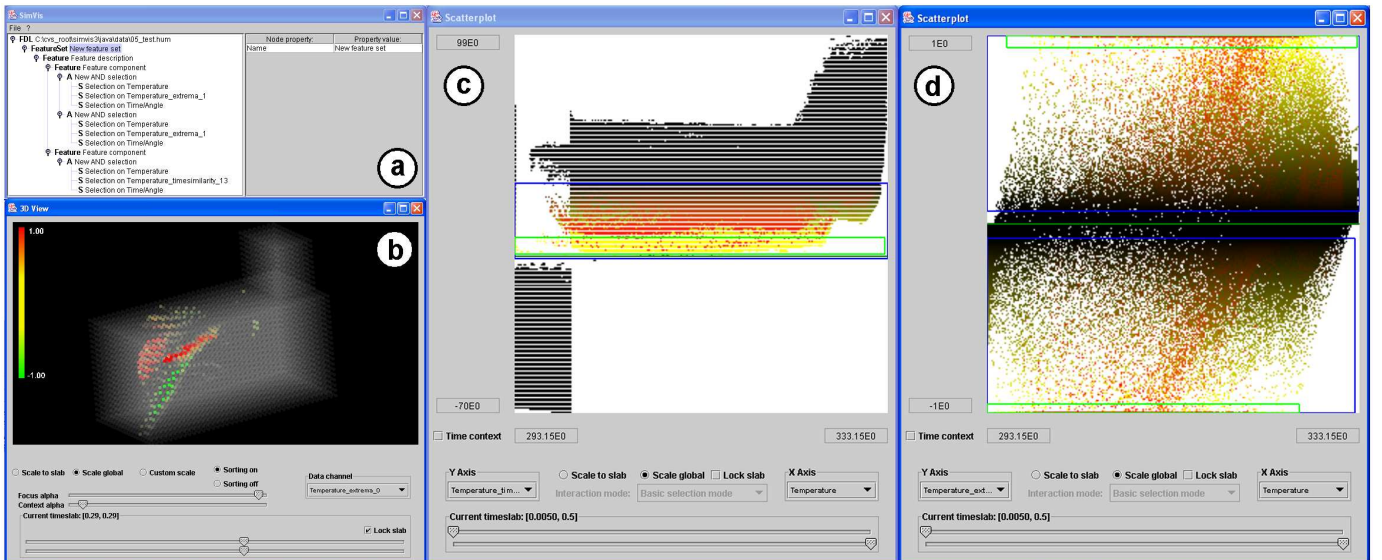 SimVis
File ?
FDL C:\cvs_root\simvis3\java\data\05_test.hum
FeatureSet New feature set
Feature Feature description
Feature Feature component
A New AND selection
S Selection on Temperature
S Selection on Temperature_extrema_1
S Selection on Time/Angle
A New AND selection
S Selection on Temperature
S Selection on Temperature_extrema_1
S Selection on Time/Angle
Feature Feature component
A New AND selection
S Selection on Temperature
S Selection on Temperature_timesimilarity_13
S Selection on Time/Angle
Node property: Property value:
Name New feature set
a
3D View
1.00
-1.00
b
Scale to slab Scale global Custom scale Sorting on
Sorting off
Data channel
Temperature_extrema_0
Focus alpha
Context alpha
Current timeslab: [0.29, 0.29]
Lock slab
Scatterplot
99E0
c
-70E0
Time context 293.15E0 333.15E0
Y Axis
Temperature_tim...
Scale to slab Scale global Lock slab
Interaction mode: Basic selection mode
X Axis
Temperature
Current timeslab: [0.0050, 0.5]
Scatterplot
1E0
d
-1E0
Time context 293.15E0 333.15E0
Y Axis
Temperature_ext...
Scale to slab Scale global Lock slab
Interaction mode: Basic selection mode
X Axis
Temperature
Current timeslab: [0.0050, 0.5]